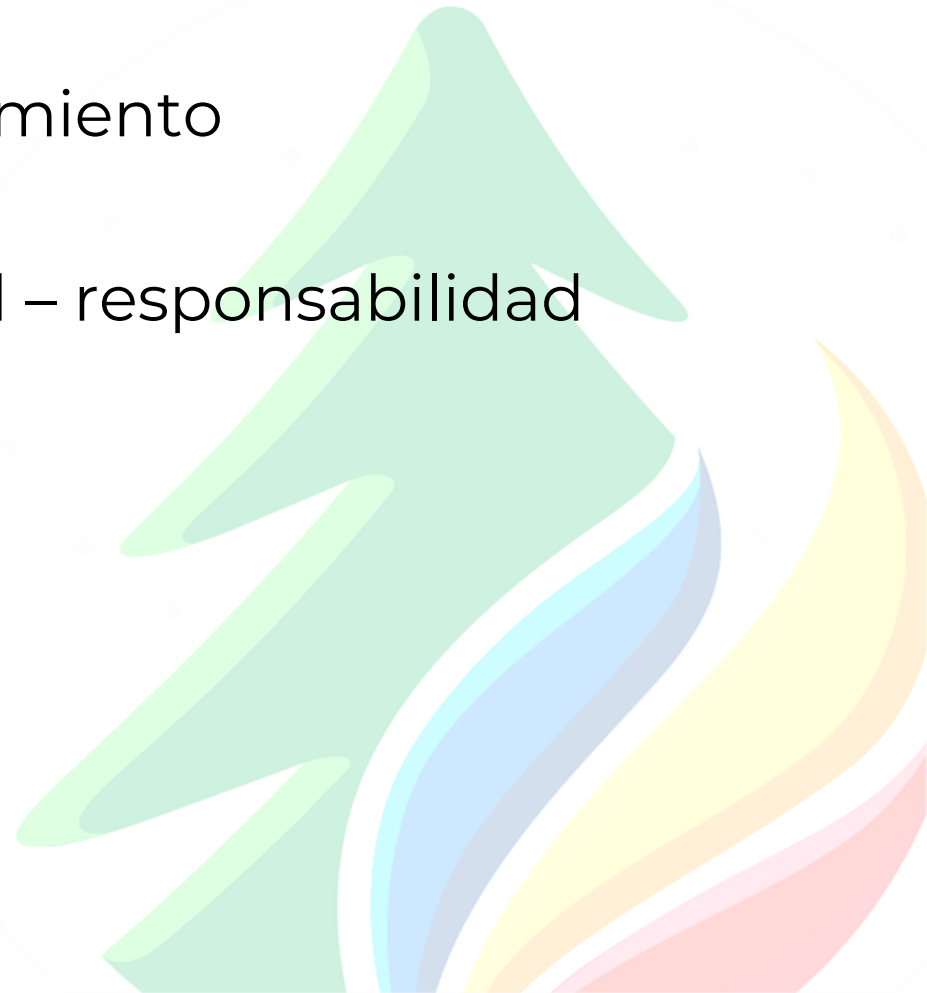 miento
l – responsabilidad